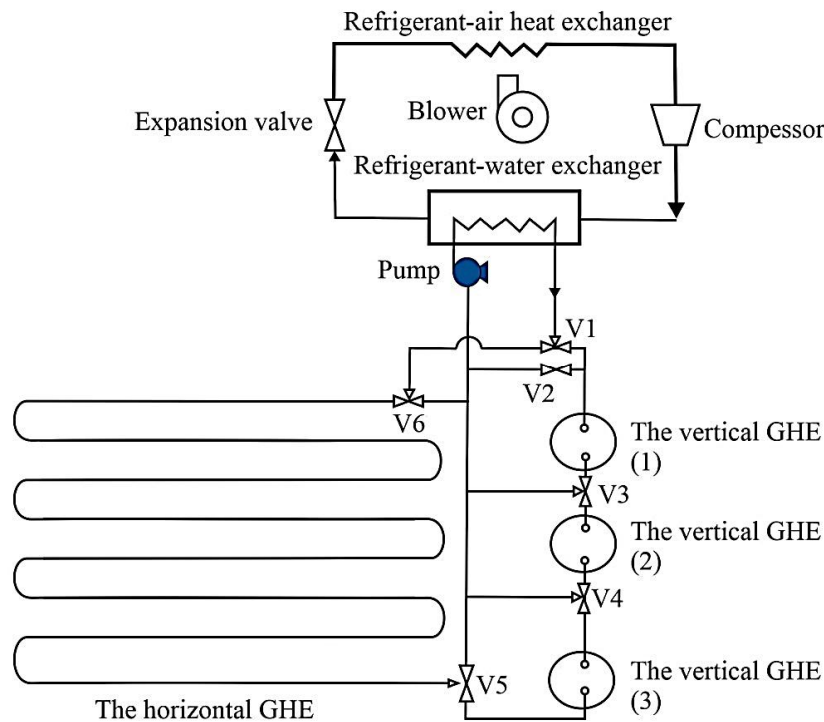 Refrigerant-air heat exchanger
Blower
Expansion valve
Compessor
Refrigerant-water exchanger
Pump
V1
V2
V6
The vertical GHE
(1)
V3
The vertical GHE
(2)
V4
The vertical GHE
(3)
V5
The horizontal GHE